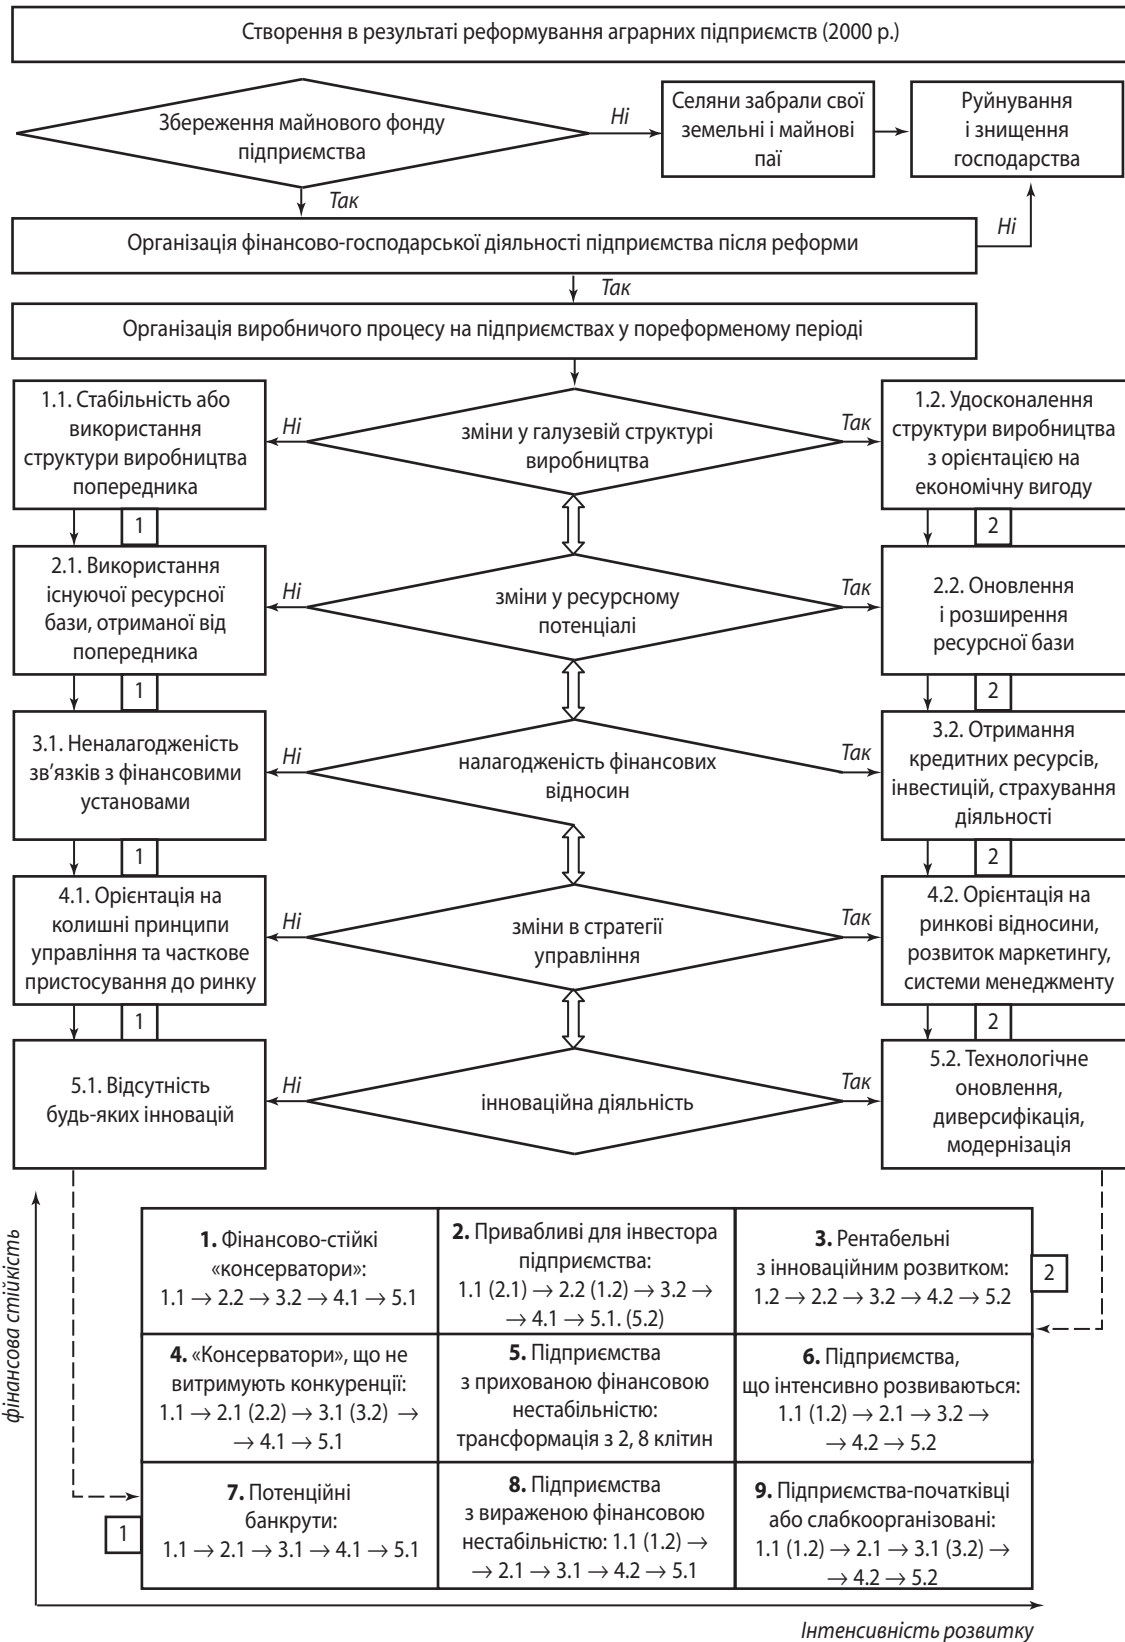 Створення в результаті реформування аграрних підприємств (2000 р.)
Збереження майнового фонду
підприємства
Ні
Селяни забрали свої
земельні і майнові
паї
Руйнування
і знищення
господарства
Так
Організація фінансово-господарської діяльності підприємства після реформи
Ні
Так
Організація виробничого процесу на підприємствах у пореформеному періоді
1.1. Стабільність або
використання
структури виробництва
попередника
Ні
зміни у галузевій структурі
виробництва
Так
1.2. Удосконалення
структури виробництва
з орієнтацією на
економічну вигоду
1
2
2.1. Використання
існуючої ресурсної
бази, отриманої від
попередника
Ні
зміни у ресурсному
потенціалі
Так
2.2. Оновлення
і розширення
ресурсної бази
1
2
3.1. Неналагодженість
зв'язків з фінансовими
установами
Ні
налагодженість фінансових
відносин
Так
3.2. Отримання
кредитних ресурсів,
інвестицій, страхування
діяльності
1
2
4.1. Орієнтація на
колишні принципи
управління та часткове
пристосування до ринку
Ні
зміни в стратегії
управління
Так
4.2. Орієнтація на
ринкові відносини,
розвиток маркетингу,
системи менеджменту
1
2
5.1. Відсутність
будь-яких інновацій
Ні
інноваційна діяльність
Так
5.2. Технологічне
оновлення,
диверсифікація,
модернізація
фінансова стійкість
1. Фінансово-стійкі
«консерватори»:
1.1 → 2.2 → 3.2 → 4.1 → 5.1
2. Привабливі для інвестора
підприємства:
1.1 (2.1) → 2.2 (1.2) → 3.2 →
→ 4.1 → 5.1. (5.2)
3. Рентабельні
з інноваційним розвитком:
1.2 → 2.2 → 3.2 → 4.2 → 5.2
2
4. «Консерватори», що не
витримують конкуренції:
1.1 → 2.1 (2.2) → 3.1 (3.2) →
→ 4.1 → 5.1
5. Підприємства
з прихованою фінансовою
нестабільністю:
трансформація з 2, 8 клітин
6. Підприємства,
що інтенсивно розвиваються:
1.1 (1.2) → 2.1 → 3.2 →
→ 4.2 → 5.2
1
7. Потенційні
банкрути:
1.1 → 2.1 → 3.1 → 4.1 → 5.1
8. Підприємства
з вираженою фінансовою
нестабільністю: 1.1 (1.2) →
→ 2.1 → 3.1 → 4.2 → 5.1
9. Підприємства-початківці
або слабкоорганізовані:
1.1 (1.2) → 2.1 → 3.1 (3.2) →
→ 4.2 → 5.2
Інтенсивність розвитку